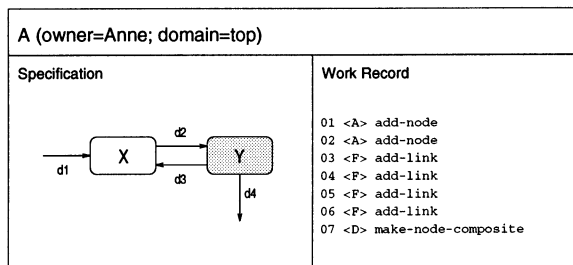 A (owner=Anne; domain=top)
Specification
d1
X
d2
d3
Y
d4
Work Record
01 <A> add-node
02 <A> add-node
03 <F> add-link
04 <F> add-link
05 <F> add-link
06 <F> add-link
07 <D> make-node-composite